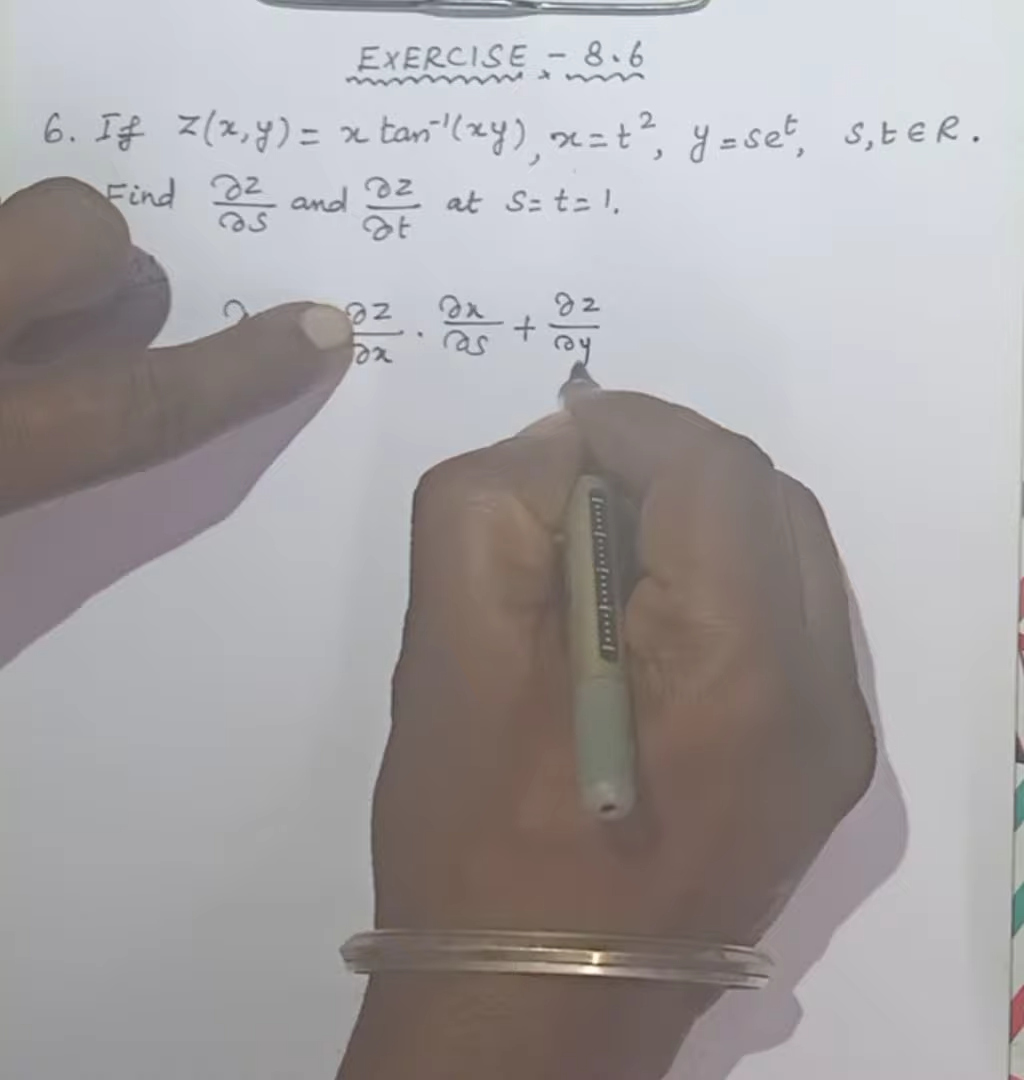 EXERCISE - 8.6
6. If z(x,y) = x tan⁻¹(xy), x=t², y=seᵗ, s,t∈R.
Find ∂z/∂s and ∂z/∂t at s=t=1.
∂z/∂x · ∂x/∂s + ∂z/∂y